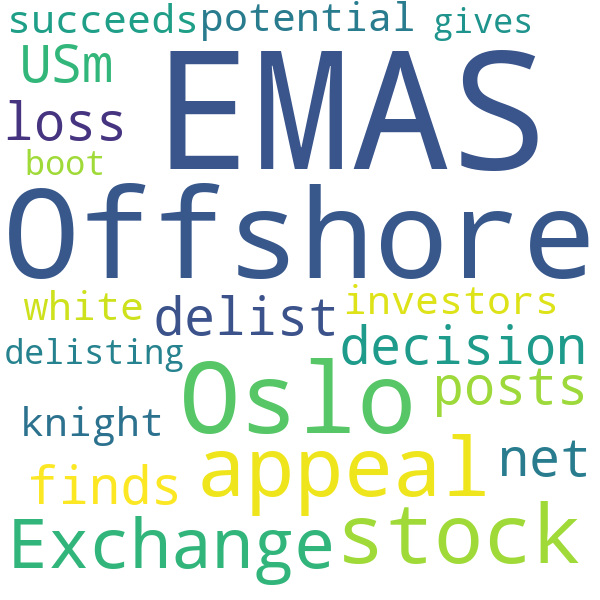 succeeds potential gives
USm EMAS
loss
boot
Offshore
white delist investors
delisting decision
Oslo posts
knight appeal net
finds
Exchange stock